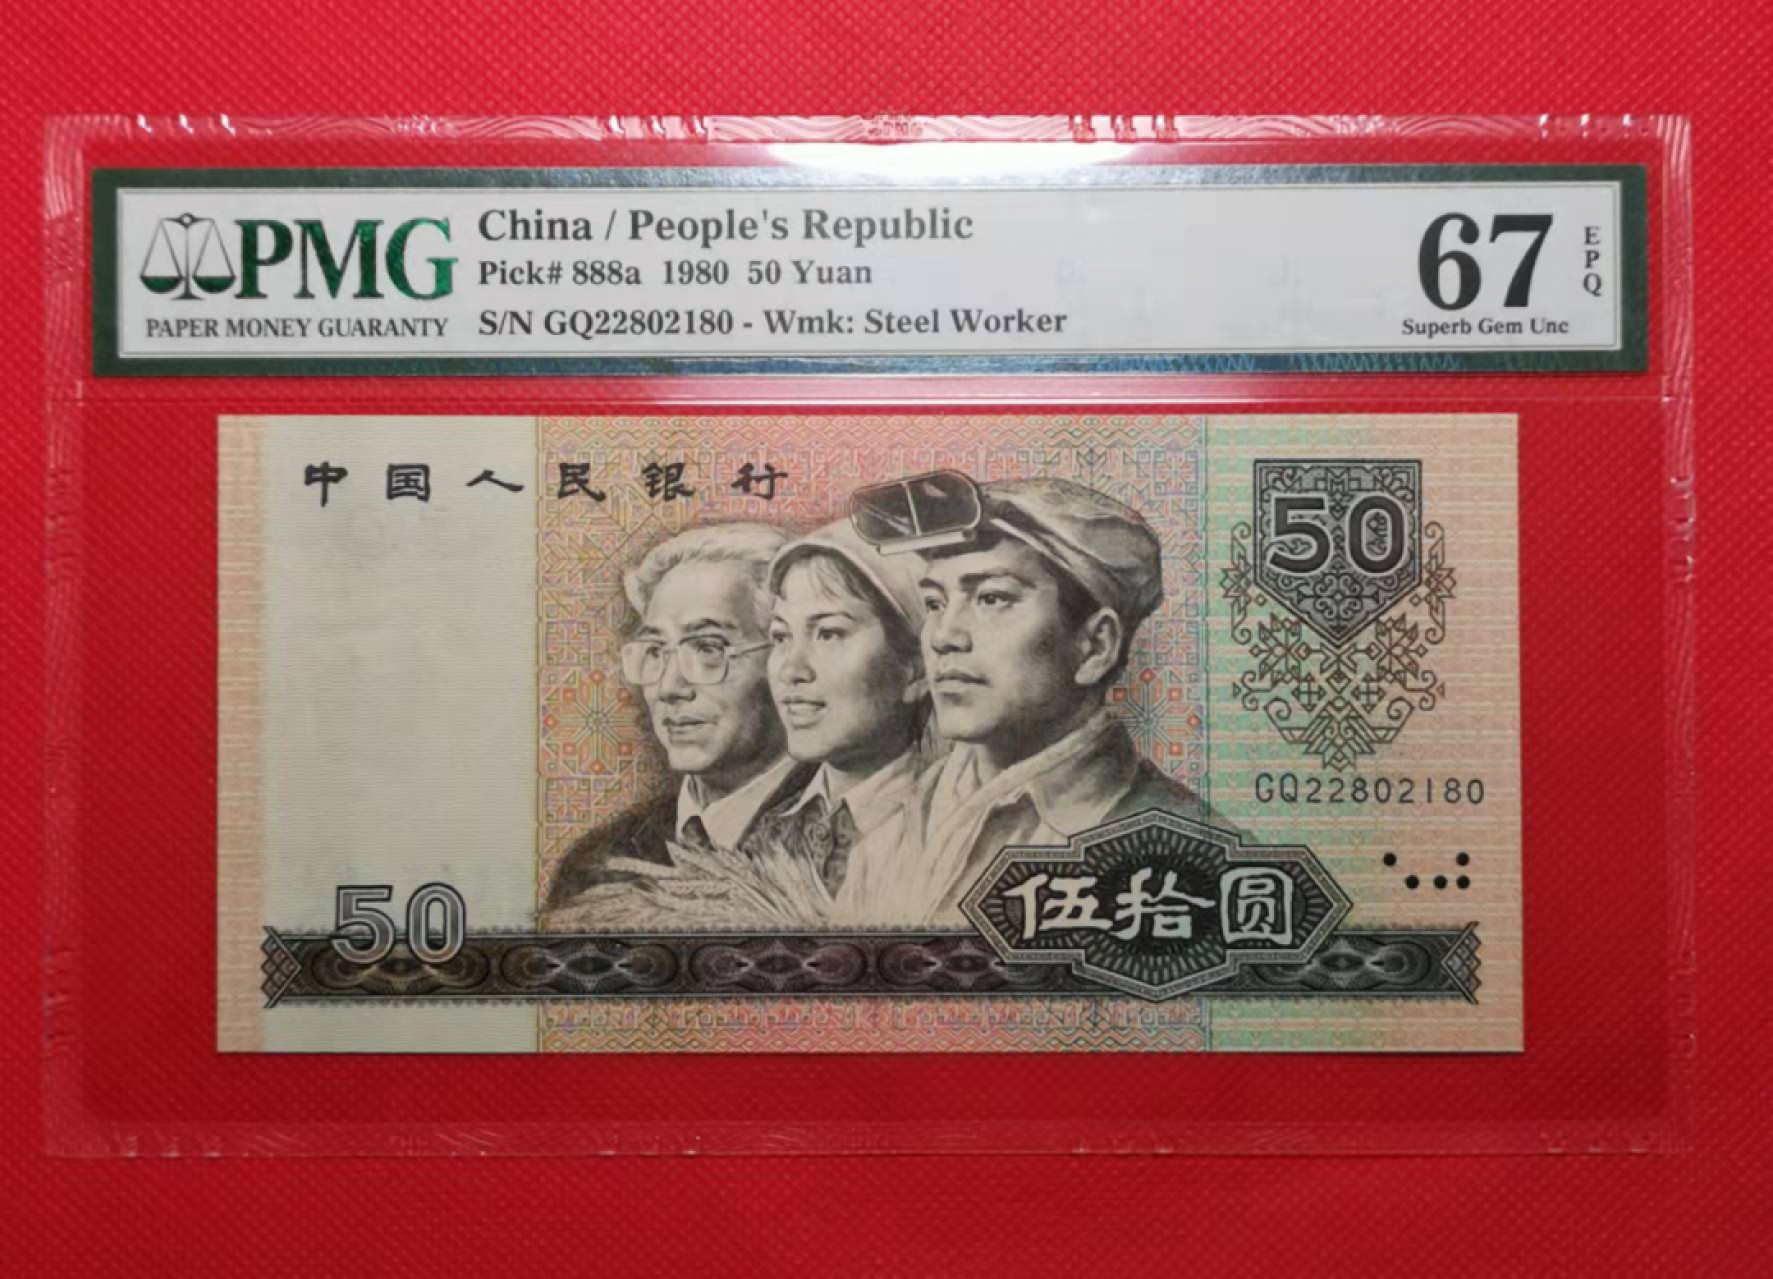 PMG
PAPER MONEY GUARANTY
China / People's Republic
Pick# 888a 1980 50 Yuan
S/N GQ22802180 - Wmk: Steel Worker
67
EPQ
Superb Gem Unc
中国人民银行
50
GQ22802180
50
伍拾圆